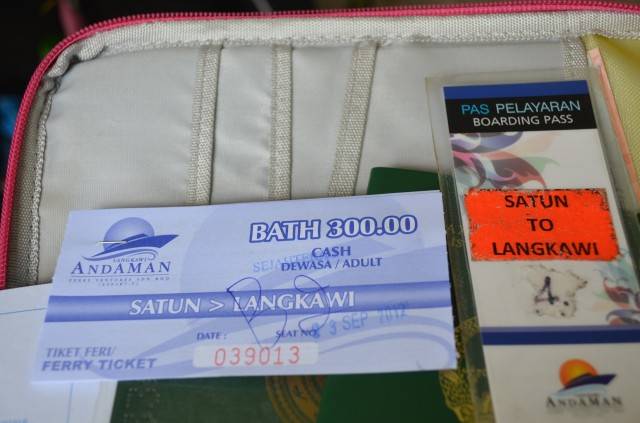 LANGKAWI
ANDAMAN
FERRY VENTURES SDN BHD
BATH 300.00
CASH
DEWASA / ADULT
SATUN > LANGKAWI
DATE :
SEAT NO.
3 SEP 2012
TIKET FERI/
FERRY TICKET
039013
PAS PELAYARAN
BOARDING PASS
SATUN
TO
LANGKAWI
LANGKAWI
ANDAMAN